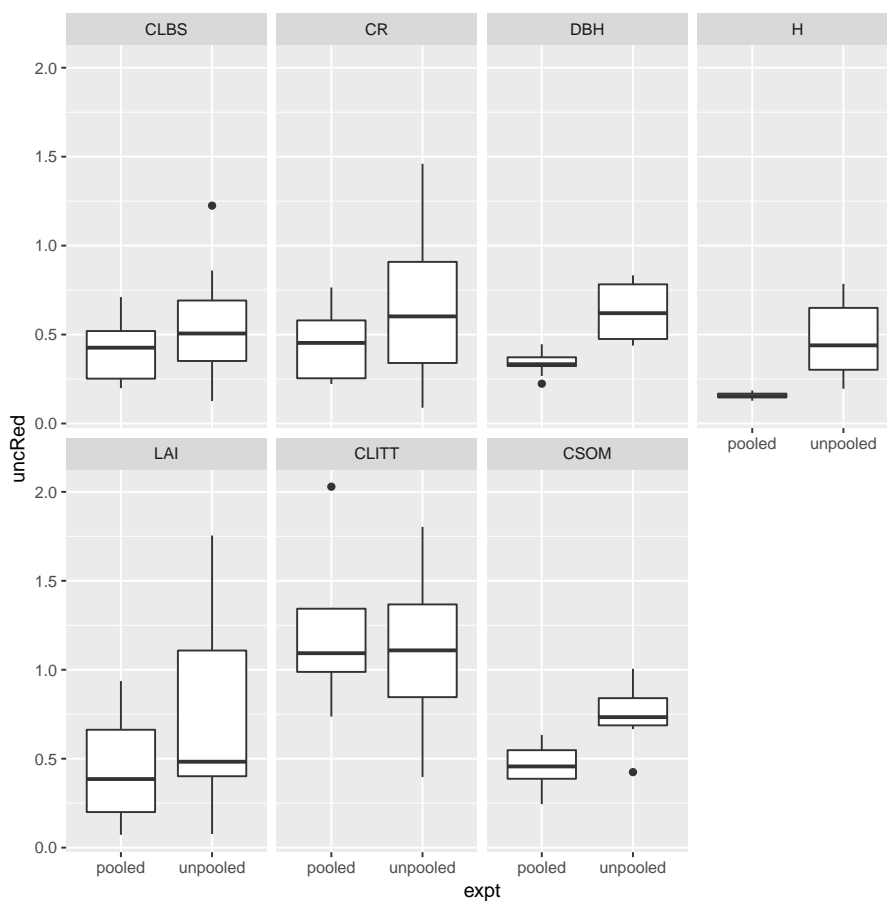 CLBS CR DBH H
2.0
1.5
1.0
0.5
0.0
pooled unpooled
LAI CLITT CSOM
2.0
1.5
1.0
0.5
0.0
pooled unpooled pooled unpooled pooled unpooled
expt
uncRed